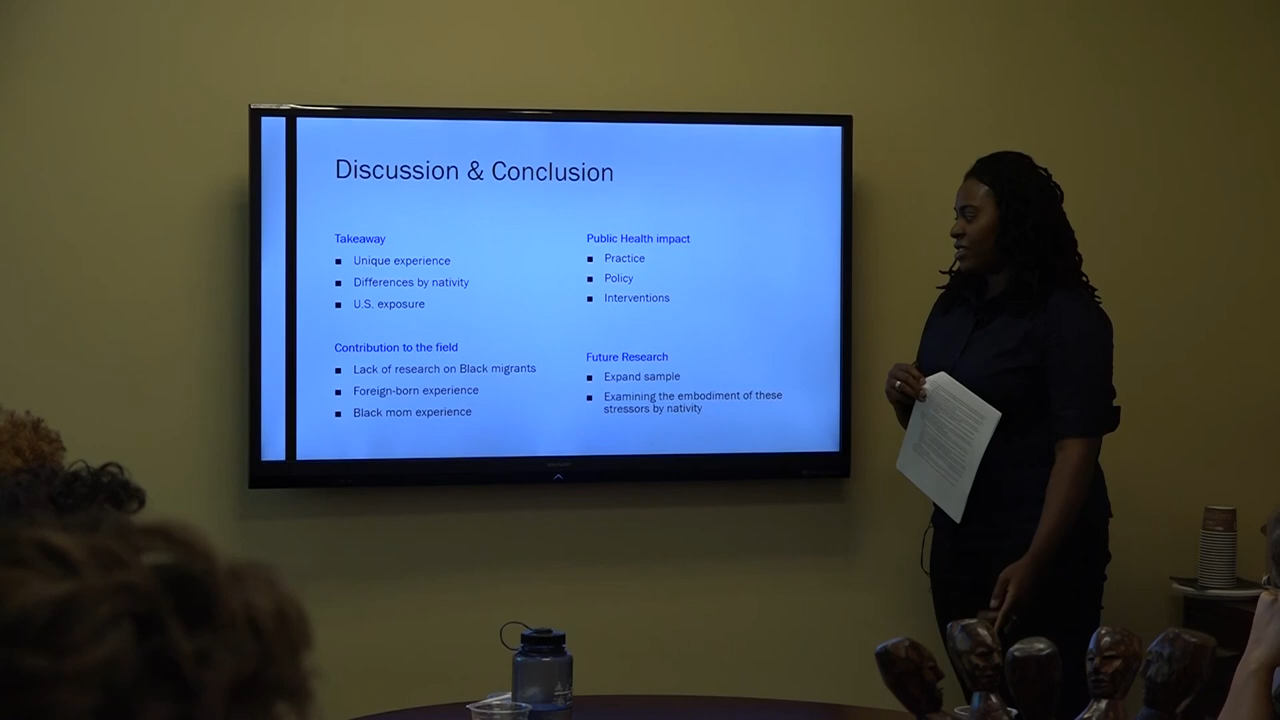 Discussion & Conclusion
Takeaway
■ Unique experience
■ Differences by nativity
■ U.S. exposure
Contribution to the field
■ Lack of research on Black migrants
■ Foreign-born experience
■ Black mom experience
Public Health impact
■ Practice
■ Policy
■ Interventions
Future Research
■ Expand sample
■ Examining the embodiment of these
stressors by nativity